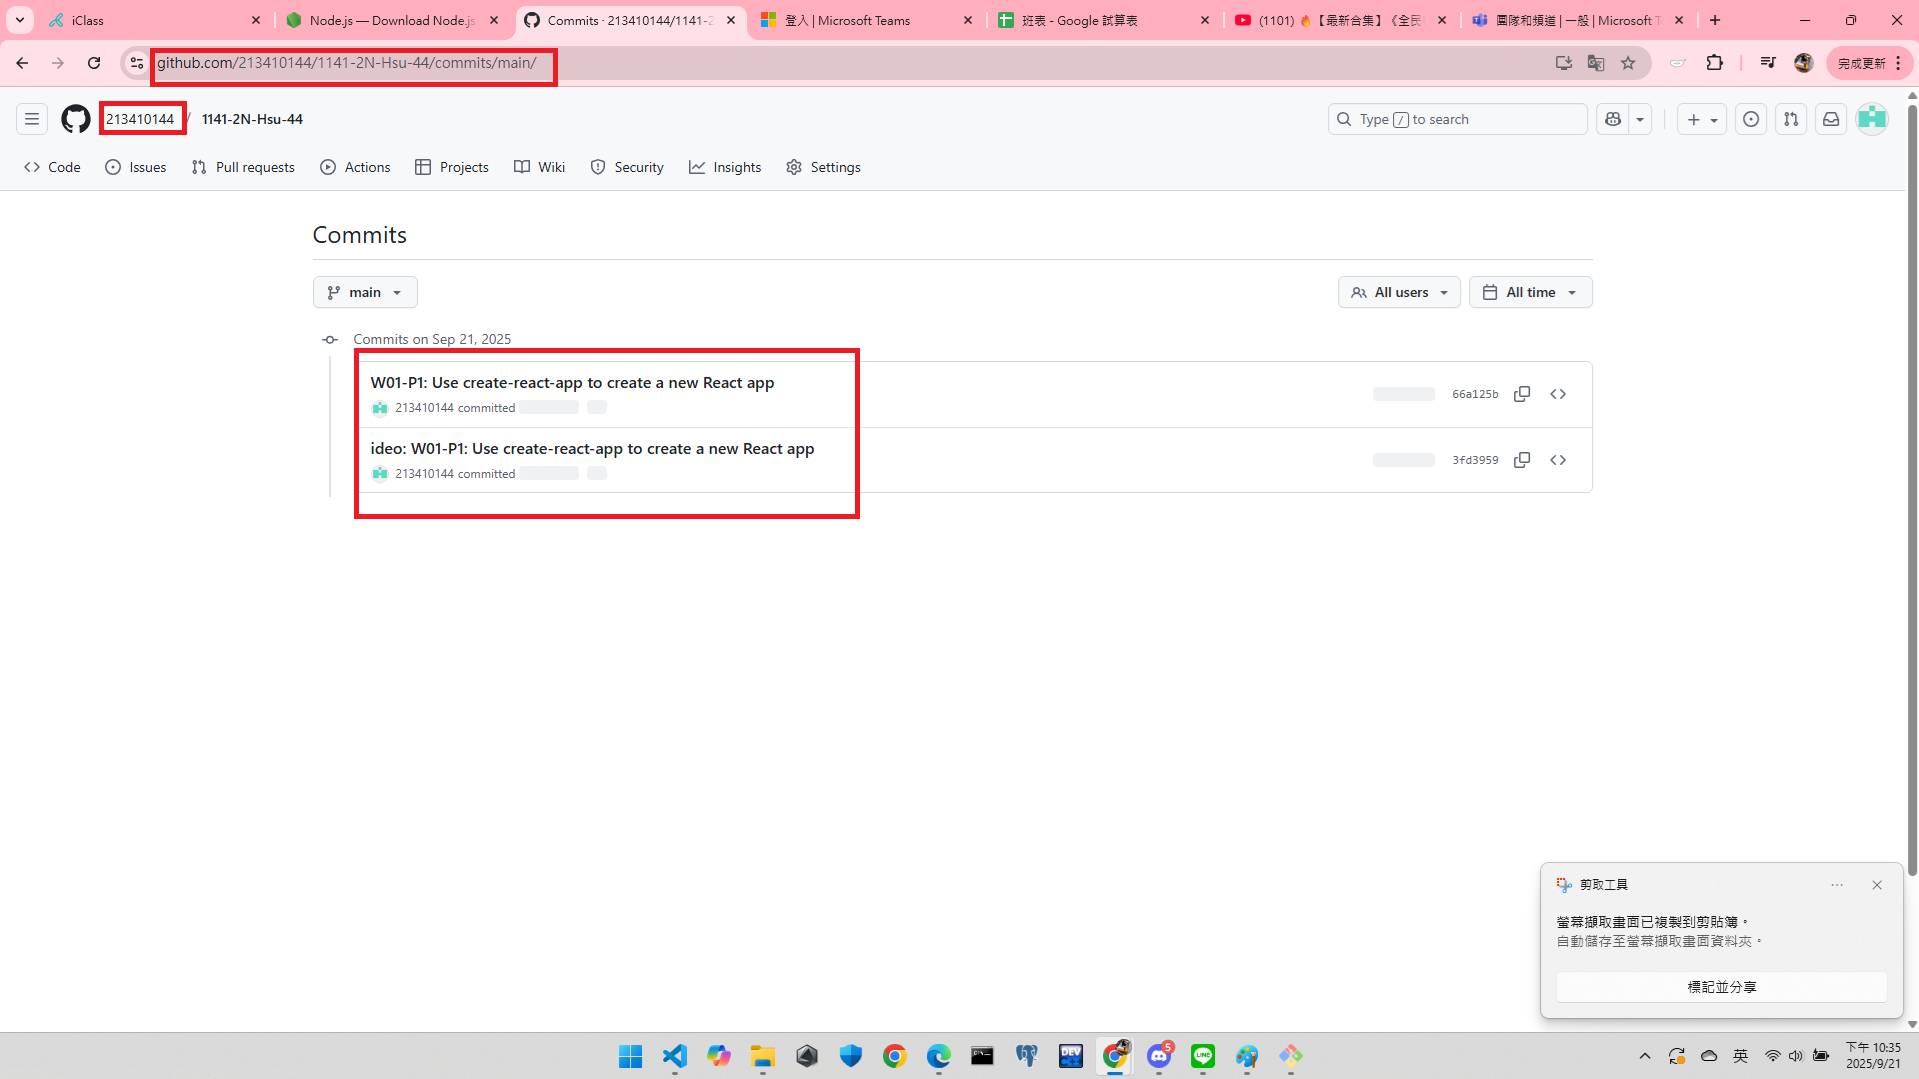 iClass
Node.js — Download Node.js
Commits · 213410144/1141-2
登入 | Microsoft Teams
班表 - Google 試算表
(1101) 🔥【最新合集】《全民
團隊和頻道 | 一般 | Microsoft T
github.com/213410144/1141-2N-Hsu-44/commits/main/
完成更新
213410144 / 1141-2N-Hsu-44
Type / to search
Code
Issues
Pull requests
Actions
Projects
Wiki
Security
Insights
Settings
Commits
main
All users
All time
Commits on Sep 21, 2025
W01-P1: Use create-react-app to create a new React app
213410144 committed
66a125b
ideo: W01-P1: Use create-react-app to create a new React app
213410144 committed
3fd3959
剪取工具
螢幕擷取畫面已複製到剪貼簿。
自動儲存至螢幕擷取畫面資料夾。
標記並分享
DEV
5
LINE
英
下午 10:35
2025/9/21